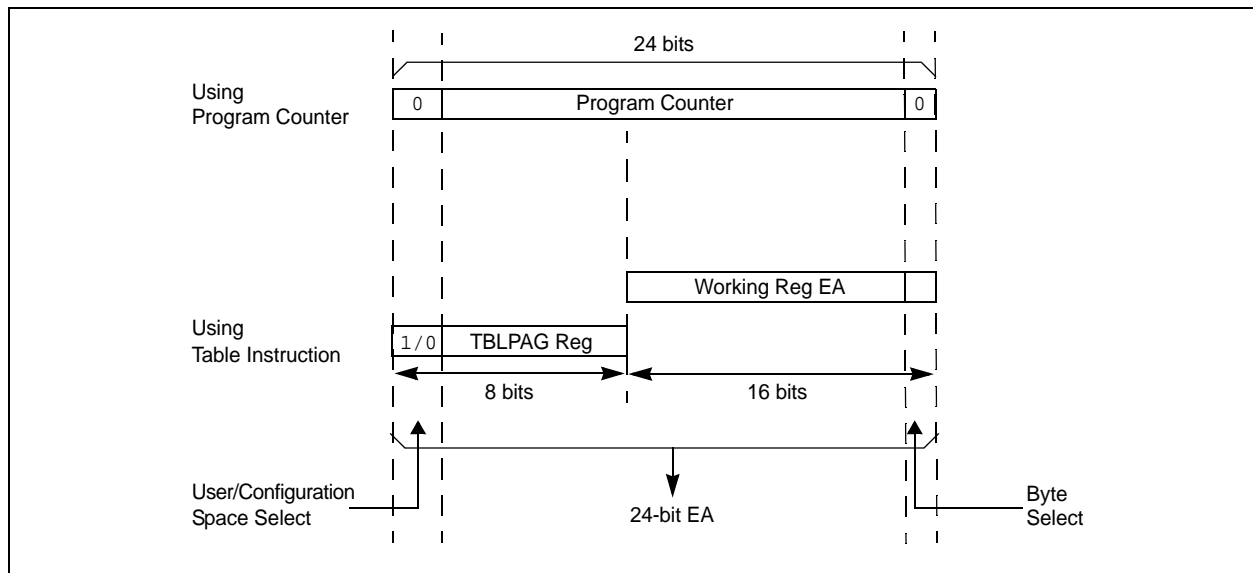 24 bits
Using
Program Counter
0
Program Counter
0
Working Reg EA
Using
Table Instruction
1/0
TBLPAG Reg
8 bits
16 bits
User/Configuration
Space Select
24-bit EA
Byte
Select